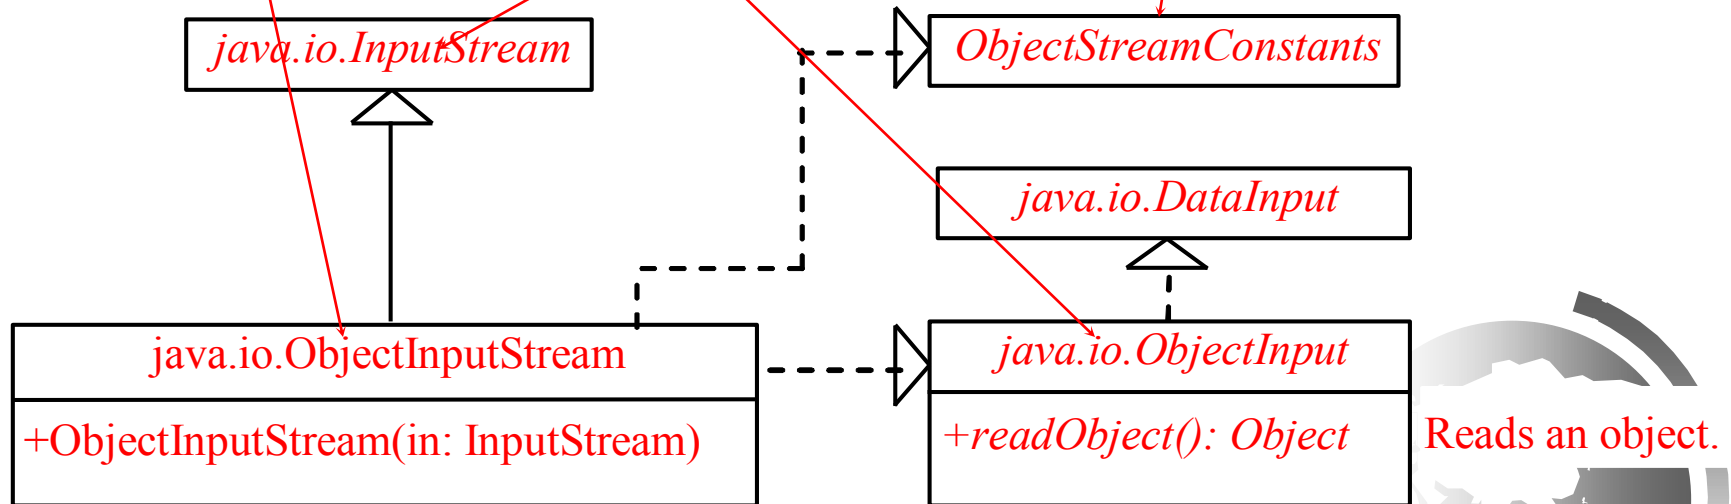 java.io.InputStream
ObjectStreamConstants
java.io.DataInput
java.io.ObjectInputStream
+ObjectInputStream(in: InputStream)
java.io.ObjectInput
+readObject(): Object
Reads an object.